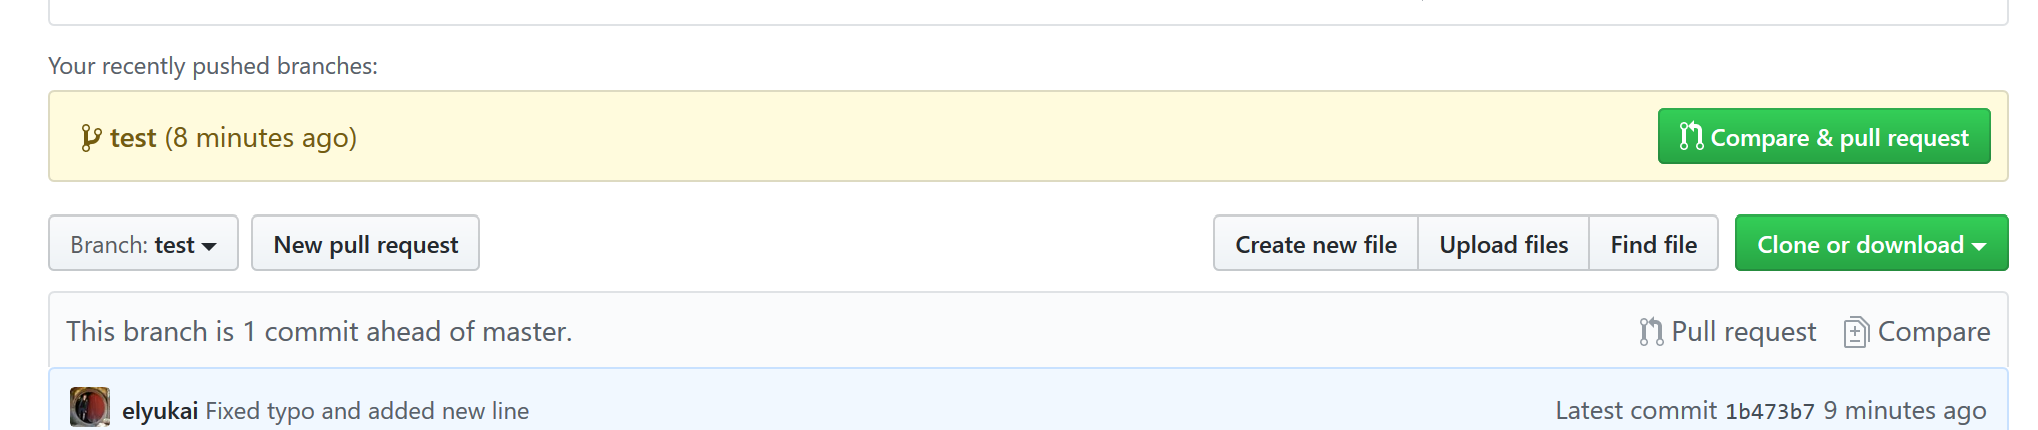 Your recently pushed branches:
test (8 minutes ago)
Compare & pull request
Branch: test
New pull request
Create new file
Upload files
Find file
Clone or download
This branch is 1 commit ahead of master.
Pull request
Compare
elyukai Fixed typo and added new line
Latest commit 1b473b7 9 minutes ago